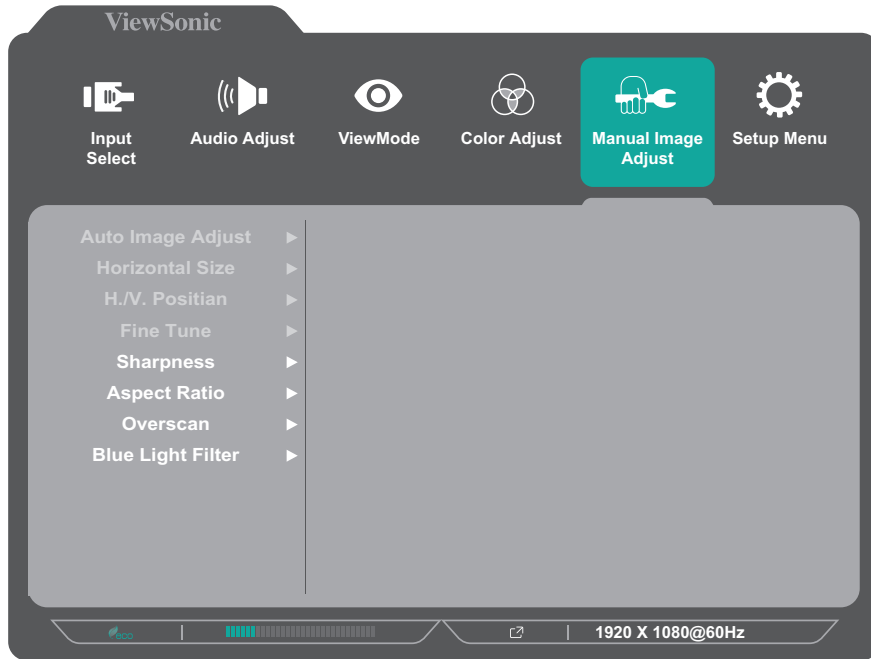 ViewSonic
Input
Select
Audio Adjust
ViewMode
Color Adjust
Manual Image
Adjust
Setup Menu
Auto Image Adjust
Horizontal Size
H./V. Positian
Fine Tune
Sharpness
Aspect Ratio
Overscan
Blue Light Filter
eco
1920 X 1080@60Hz